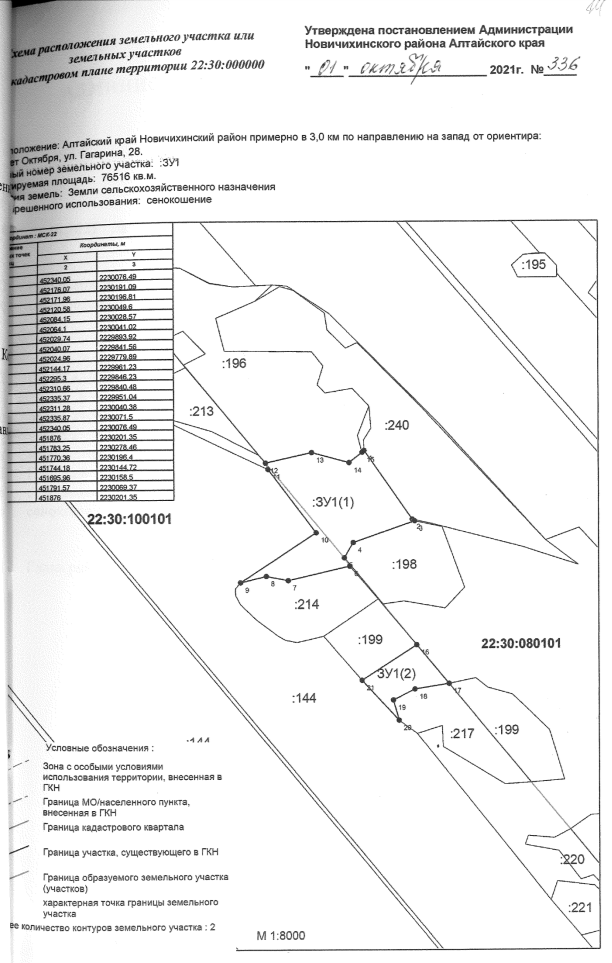 Утверждена постановлением Администрации
Новичихинского района Алтайского края
"01" октября 2021г. № 336
хема расположения земельного участка или
земельных участков
кадастровом плане территории 22:30:000000
положение: Алтайский край Новичихинский район примерно в 3,0 км по направлению на запад от ориентира:
ет Октября, ул. Гагарина, 28.
ный номер земельного участка: :ЗУ1
ируемая площадь: 76516 кв.м.
ия земель: Земли сельскохозяйственного назначения
решенного использования: сенокошение
ординат: МСК-22
Координаты, м
X Y
2 3
452340.05 2230076.49
452176.07 2230191.09
452171.96 2230196.81
452120.56 2230049.6
452084.15 2230028.57
452064.1 2230041.02
452029.74 2229893.92
452040.07 2229841.56
452024.96 2229779.89
452144.17 2229961.23
452295.3 2229846.23
452310.66 2229840.48
452335.37 2229951.04
452311.28 2230040.38
452335.87 2230071.5
452340.05 2230076.49
451876 2230201.35
451783.25 2230278.46
451770.36 2230196.4
451744.18 2230144.72
451695.96 2230158.5
451791.57 2230069.37
451876 2230201.35
:195
:196
:213
:240
12
11
13
14
15
:ЗУ1(1)
22:30:100101
10
2
3
4
5
6
:198
9
8
7
:214
:199
22:30:080101
16
ЗУ1(2)
21
:144
17
18
19
20
:217
:199
:220
:221
:144
Условные обозначения :
Зона с особыми условиями
использования территории, внесенная в
ГКН
Граница МО/населенного пункта,
внесенная в ГКН
Граница кадастрового квартала
Граница участка, существующего в ГКН
Граница образуемого земельного участка
(участков)
характерная точка границы земельного
участка
ее количество контуров земельного участка : 2
М 1:8000